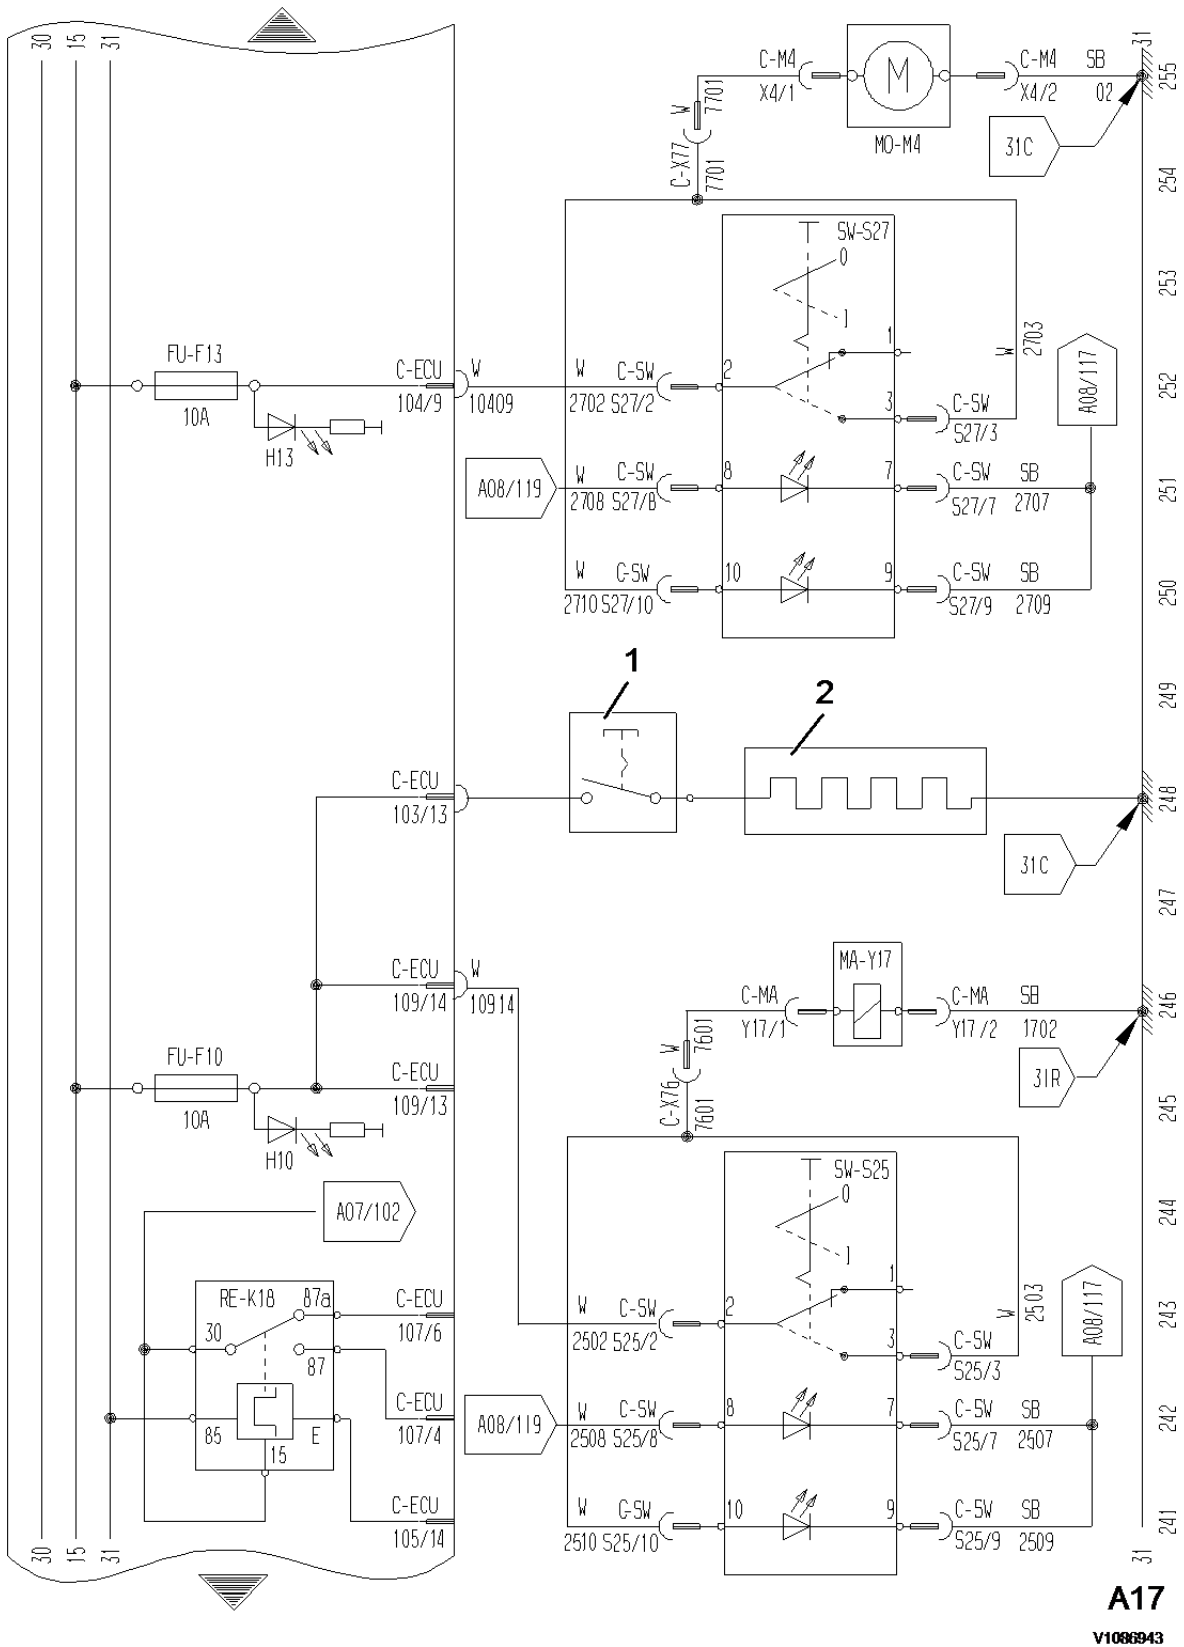 30 15 31
31
C-M4
X4/1
M
MO-M4
C-M4
X4/2
SB
02
255
31C
W
7701
C-X77
7701
254
SW-S27
0
1
253
W
2703
A08/117
FU-F13
10A
H13
C-ECU
104/9
W
10409
W
2702
C-SW
S27/2
2
1
3
C-SW
S27/3
252
A08/119
W
2708
C-SW
S27/8
8
7
C-SW
S27/7
SB
2707
251
W
2710
C-SW
S27/10
10
9
C-SW
S27/9
SB
2709
250
1
2
249
C-ECU
103/13
248
31C
247
C-ECU
109/14
W
10914
MA-Y17
C-MA
Y17/1
C-MA
Y17/2
SB
1702
246
31R
FU-F10
10A
H10
C-ECU
109/13
W
7601
C-X76
7601
245
A07/102
SW-S25
0
1
244
RE-K18
87a
30
87
85
E
15
C-ECU
107/6
W
2502
C-SW
S25/2
2
1
3
C-SW
S25/3
W
2503
A08/117
243
C-ECU
107/4
A08/119
W
2508
C-SW
S25/8
8
7
C-SW
S25/7
SB
2507
242
C-ECU
105/14
W
2510
C-SW
S25/10
10
9
C-SW
S25/9
SB
2509
241
30 15 31
31
A17
V1086943